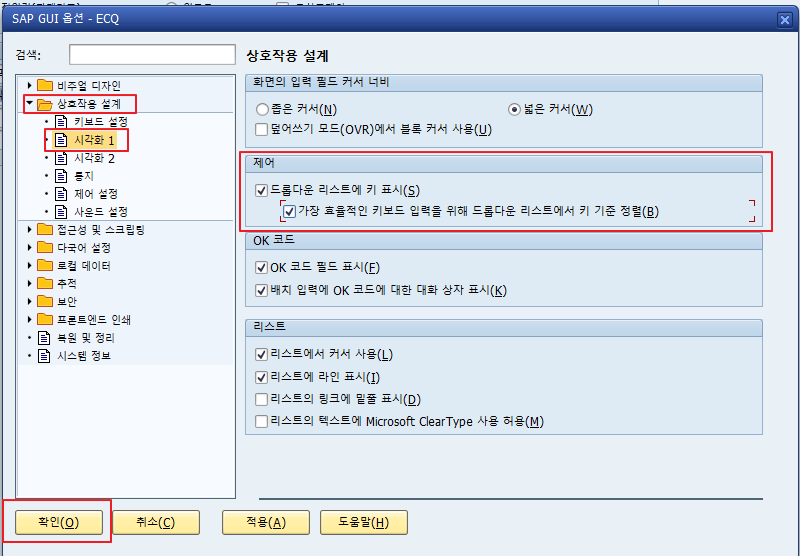 SAP GUI 옵션 - ECQ
검색:
비주얼 디자인
상호작용 설계
키보드 설정
시각화 1
시각화 2
통지
제어 설정
사운드 설정
접근성 및 스크립팅
다국어 설정
로컬 데이터
추적
보안
프론트엔드 인쇄
복원 및 정리
시스템 정보
상호작용 설계
화면의 입력 필드 커서 너비
좁은 커서(N) 넓은 커서(W)
덮어쓰기 모드(OVR)에서 블록 커서 사용(U)
제어
드롭다운 리스트에 키 표시(S)
가장 효율적인 키보드 입력을 위해 드롭다운 리스트에서 키 기준 정렬(B)
OK 코드
OK 코드 필드 표시(F)
배치 입력에 OK 코드에 대한 대화 상자 표시(K)
리스트
리스트에서 커서 사용(L)
리스트에 라인 표시(I)
리스트의 링크에 밑줄 표시(D)
리스트의 텍스트에 Microsoft ClearType 사용 허용(M)
확인(O) 취소(C) 적용(A) 도움말(H)